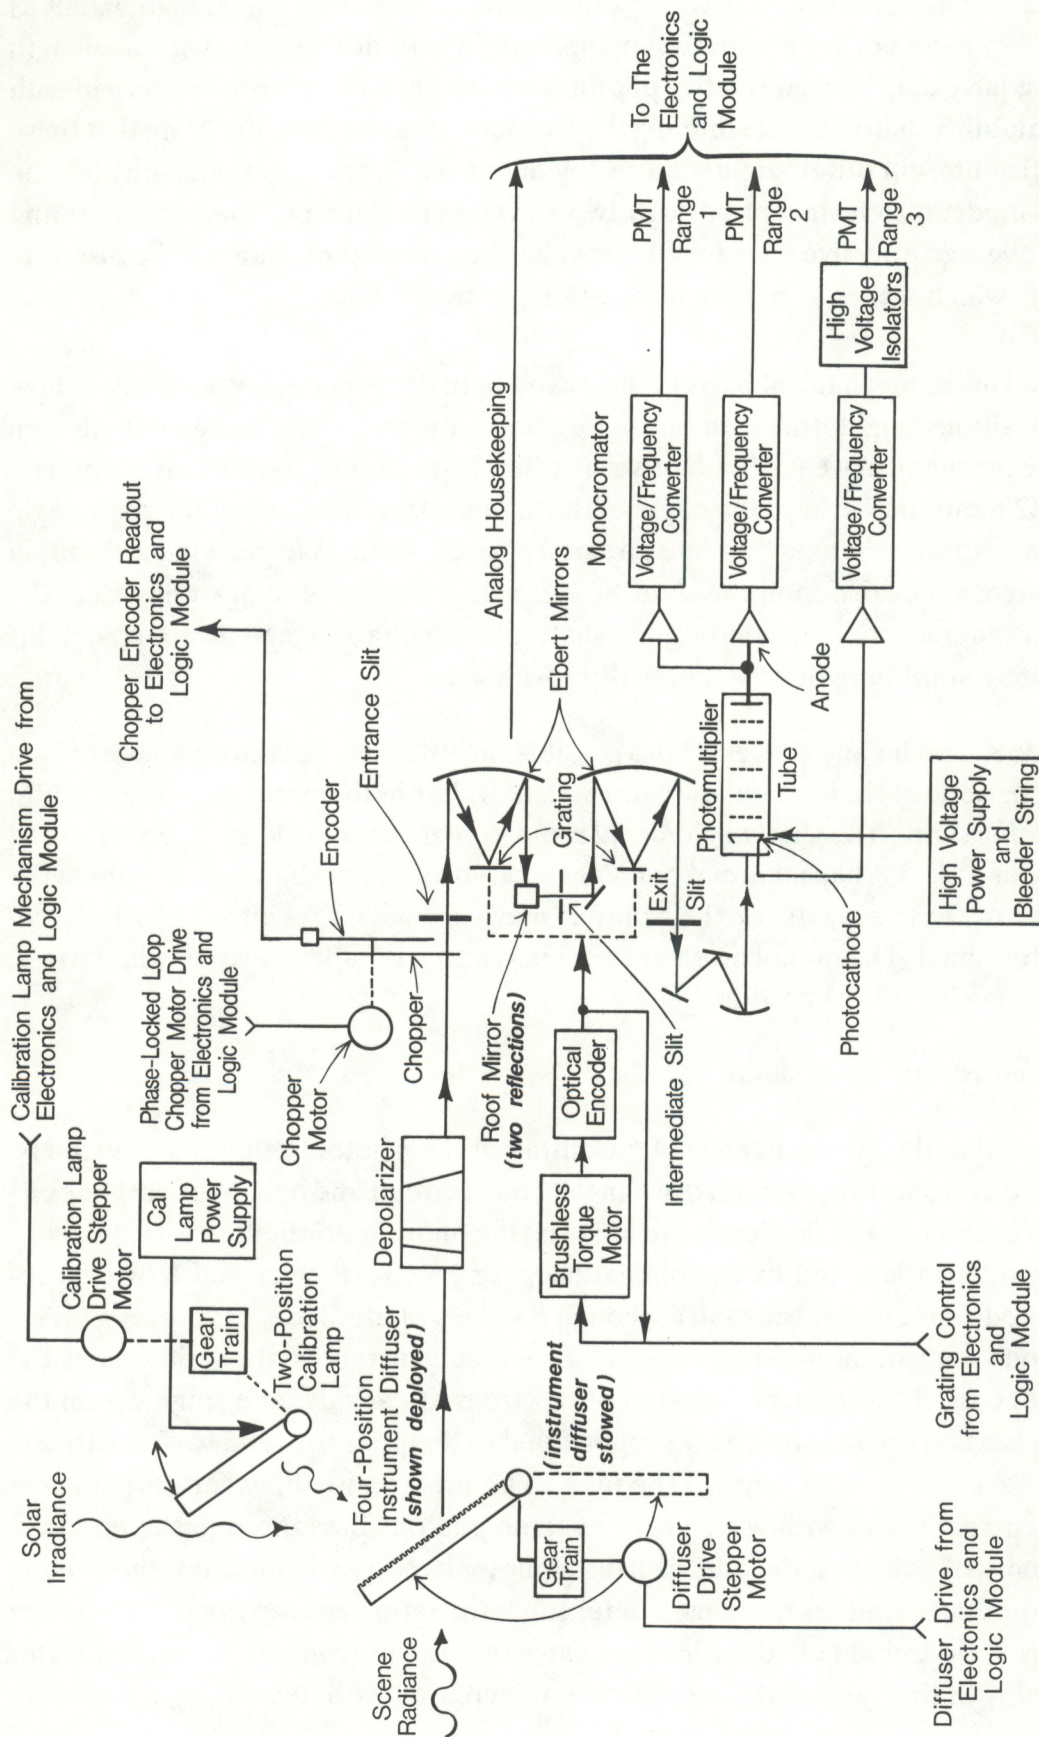 Calibration Lamp Mechanism Drive from
Electronics and Logic Module
Calibration Lamp
Drive Stepper
Motor
Gear
Train
Cal
Lamp
Power
Supply
Two-Position
Calibration
Lamp
Phase-Locked Loop
Chopper Motor Drive
from Electronics and
Logic Module
Chopper
Motor
Chopper Encoder Readout
to Electronics and
Logic Module
Encoder
Chopper
Entrance Slit
Solar
Irradiance
Scene
Radiance
Four-Position
Instrument Diffuser
(shown deployed)
(instrument
diffuser
stowed)
Gear
Train
Diffuser
Drive
Stepper
Motor
Diffuser Drive from
Electonics and
Logic Module
Depolarizer
Roof Mirror
(two reflections)
Brushless
Torque
Motor
Optical
Encoder
Grating Control
from Electronics
and
Logic Module
Intermediate Slit
Grating
Ebert Mirrors
Monocromator
Exit
Slit
Analog Housekeeping
Photomultiplier
Tube
Photocathode
Anode
High Voltage
Power Supply
and
Bleeder String
Voltage/Frequency
Converter
Voltage/Frequency
Converter
Voltage/Frequency
Converter
High
Voltage
Isolators
PMT
Range
1
PMT
Range
2
PMT
Range
3
To The
Electronics
and Logic
Module